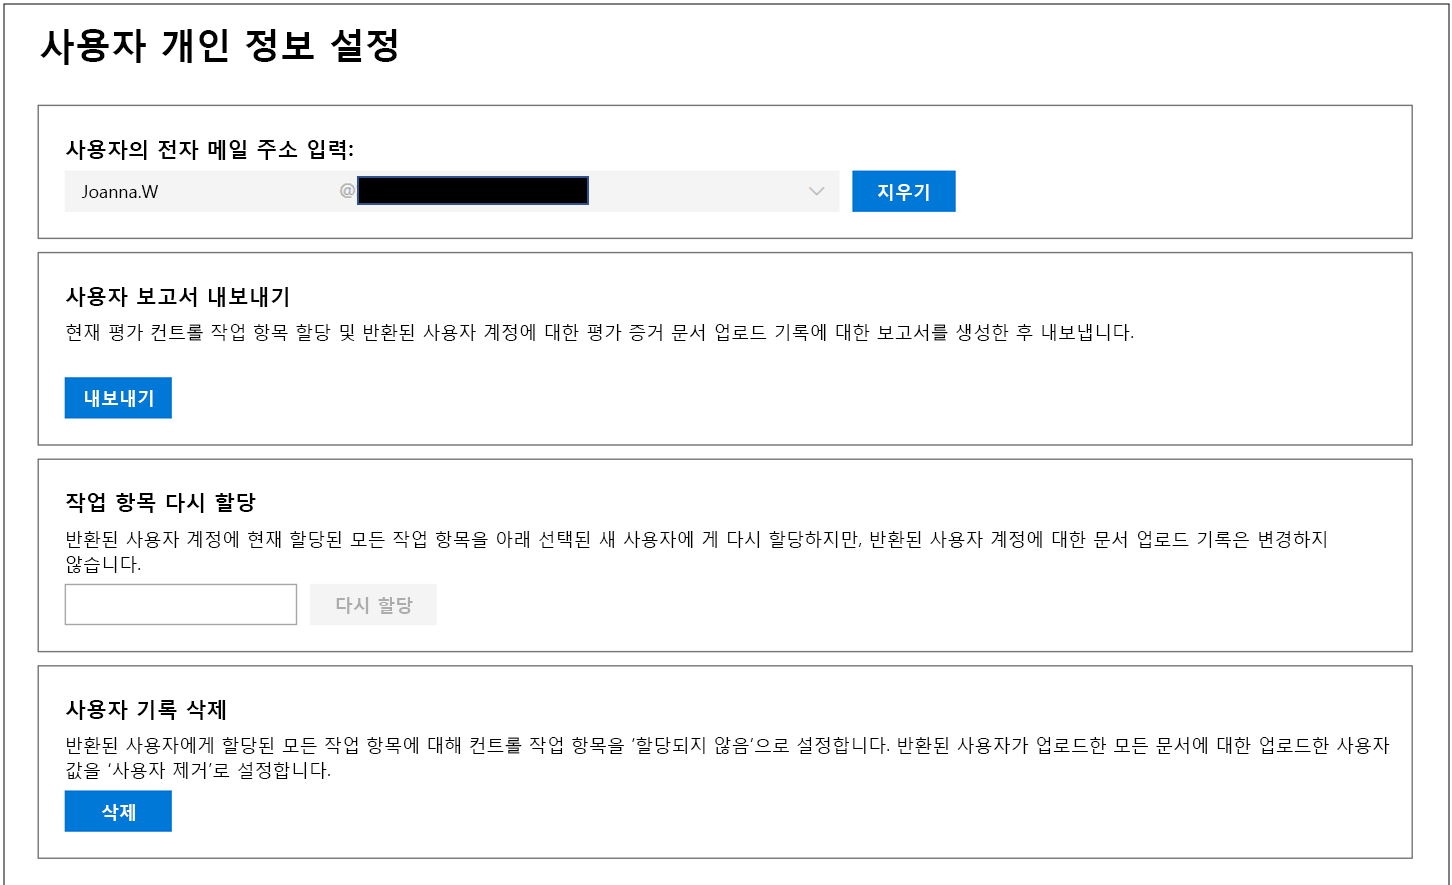 사용자 개인 정보 설정
사용자의 전자 메일 주소 입력:
Joanna.W @ 지우기
사용자 보고서 내보내기
현재 평가 컨트롤 작업 항목 할당 및 반환된 사용자 계정에 대한 평가 증거 문서 업로드 기록에 대한 보고서를 생성한 후 내보냅니다.
내보내기
작업 항목 다시 할당
반환된 사용자 계정에 현재 할당된 모든 작업 항목을 아래 선택된 새 사용자에 게 다시 할당하지만, 반환된 사용자 계정에 대한 문서 업로드 기록은 변경하지
않습니다.
다시 할당
사용자 기록 삭제
반환된 사용자에게 할당된 모든 작업 항목에 대해 컨트롤 작업 항목을 ‘할당되지 않음’으로 설정합니다. 반환된 사용자가 업로드한 모든 문서에 대한 업로드한 사용자
값을 ‘사용자 제거’로 설정합니다.
삭제